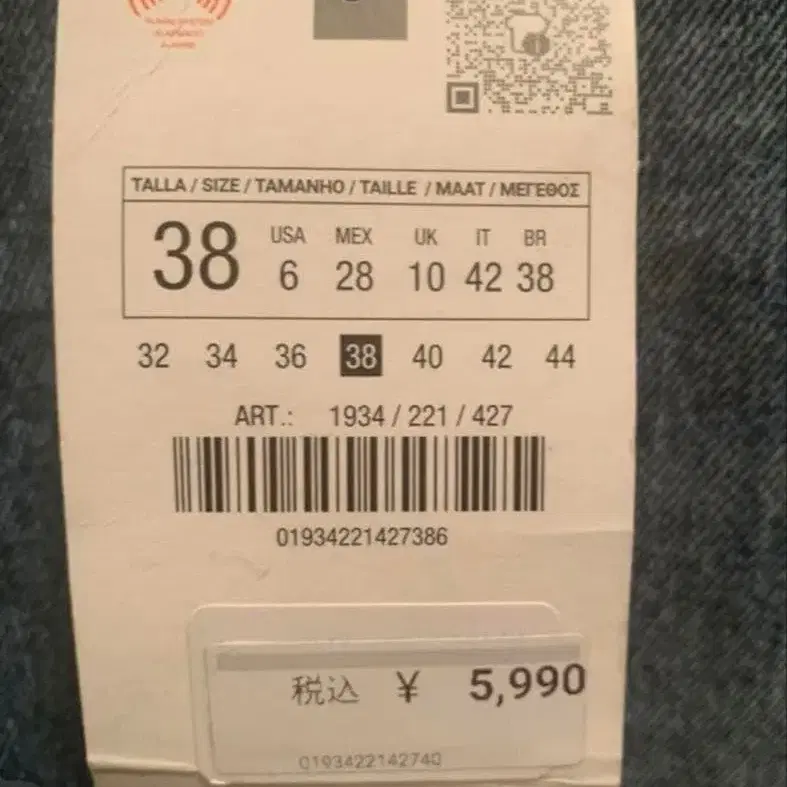 TALLA / SIZE / TAMANHO / TAILLE / MAAT / ΜΕΓΕΘΟΣ
38 USA 6 MEX 28 UK 10 IT 42 BR 38
32 34 36 38 40 42 44
ART.: 1934 / 221 / 427
01934221427386
税込 ¥ 5,990
0193422142740